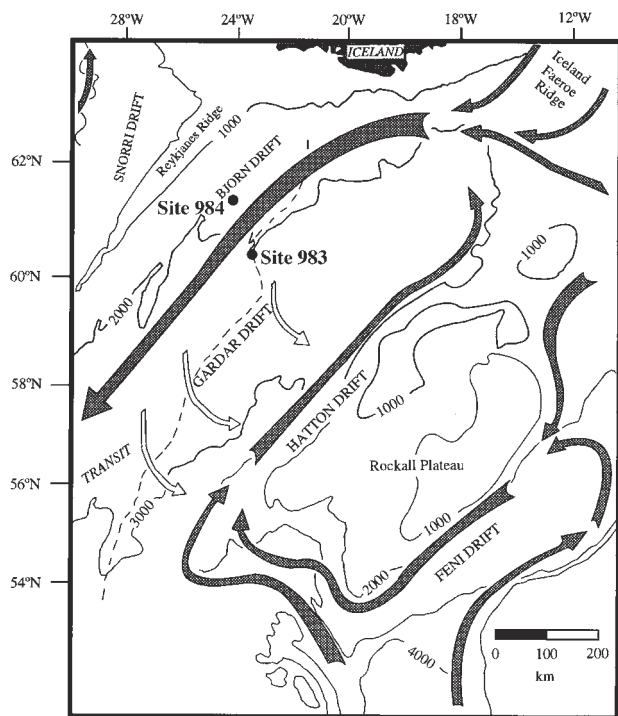 28°W
24°W
20°W
18°W
12°W
ICELAND
Iceland
Faeroe
Ridge
SNORRI DRIFT
Reykjanes Ridge
1000
62°N
BJORN DRIFT
Site 984
Site 983
1000
60°N
2000
GARDAR DRIFT
58°N
HATTON DRIFT
1000
TRANSIT
Rockall Plateau
56°N
3000
1000
FENI DRIFT
2000
54°N
4000
0 100 200
km